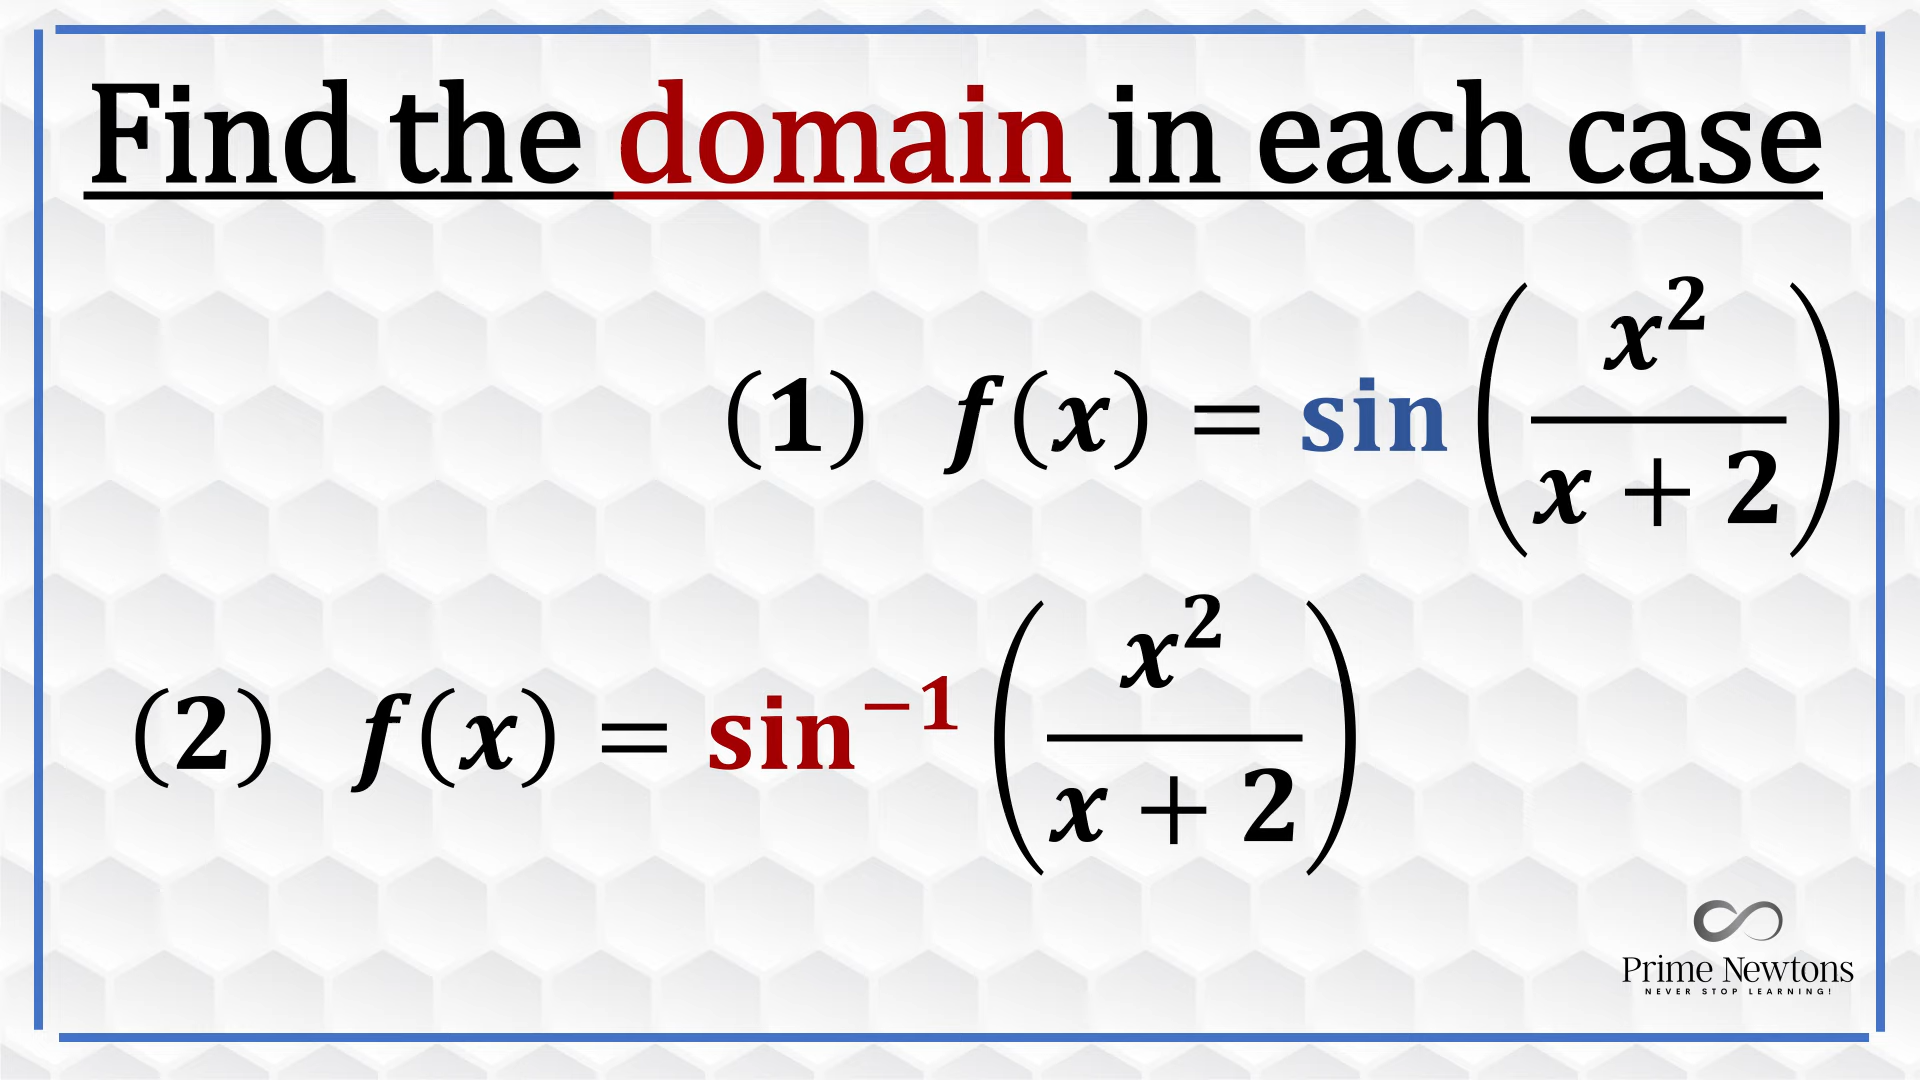 Find the domain in each case
(1) f(x) = sin (x²/(x + 2))
(2) f(x) = sin⁻¹ (x²/(x + 2))
Prime Newtons
NEVER STOP LEARNING!